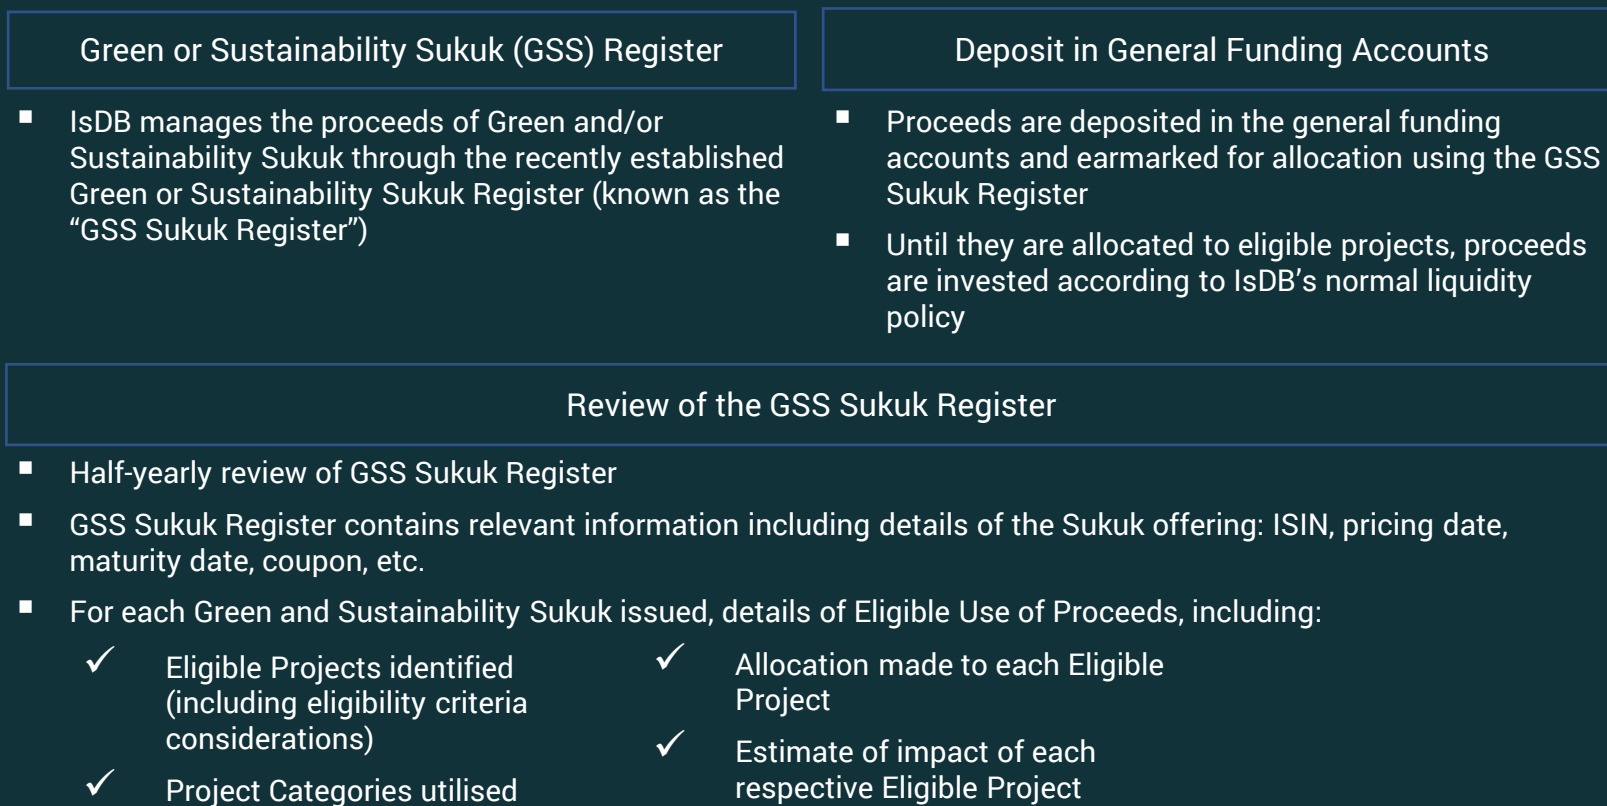 Green or Sustainability Sukuk (GSS) Register
IsDB manages the proceeds of Green and/or
Sustainability Sukuk through the recently established
Green or Sustainability Sukuk Register (known as the
“GSS Sukuk Register”)
Deposit in General Funding Accounts
Proceeds are deposited in the general funding
accounts and earmarked for allocation using the GSS
Sukuk Register
Until they are allocated to eligible projects, proceeds
are invested according to IsDB’s normal liquidity
policy
Review of the GSS Sukuk Register
Half-yearly review of GSS Sukuk Register
GSS Sukuk Register contains relevant information including details of the Sukuk offering: ISIN, pricing date,
maturity date, coupon, etc.
For each Green and Sustainability Sukuk issued, details of Eligible Use of Proceeds, including:
Eligible Projects identified
(including eligibility criteria
considerations)
Project Categories utilised
Allocation made to each Eligible
Project
Estimate of impact of each
respective Eligible Project